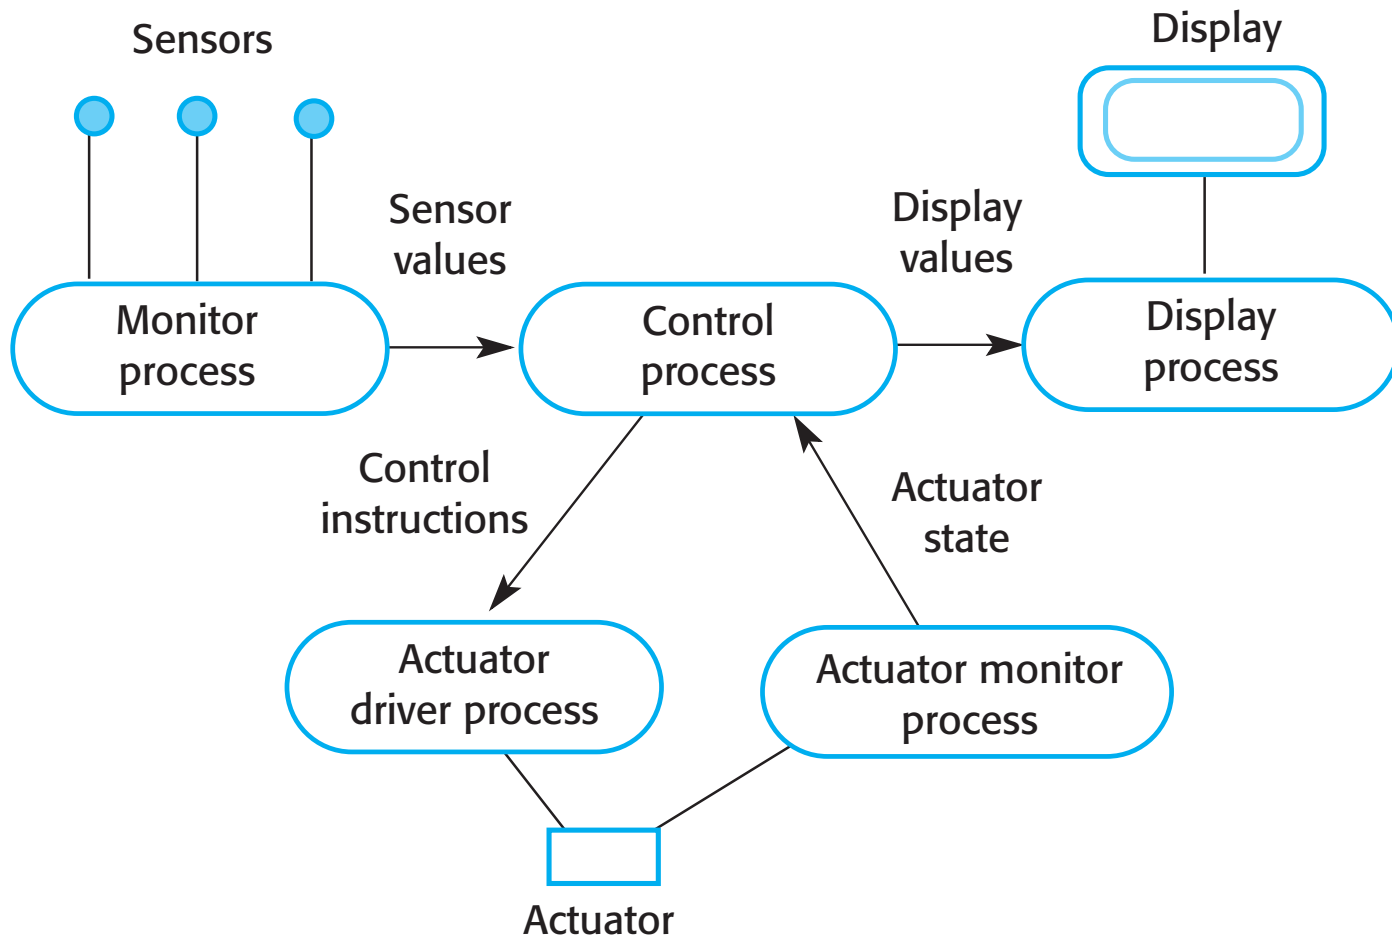 Sensors
Display
Sensor
values
Display
values
Monitor
process
Control
process
Display
process
Control
instructions
Actuator
state
Actuator
driver process
Actuator monitor
process
Actuator